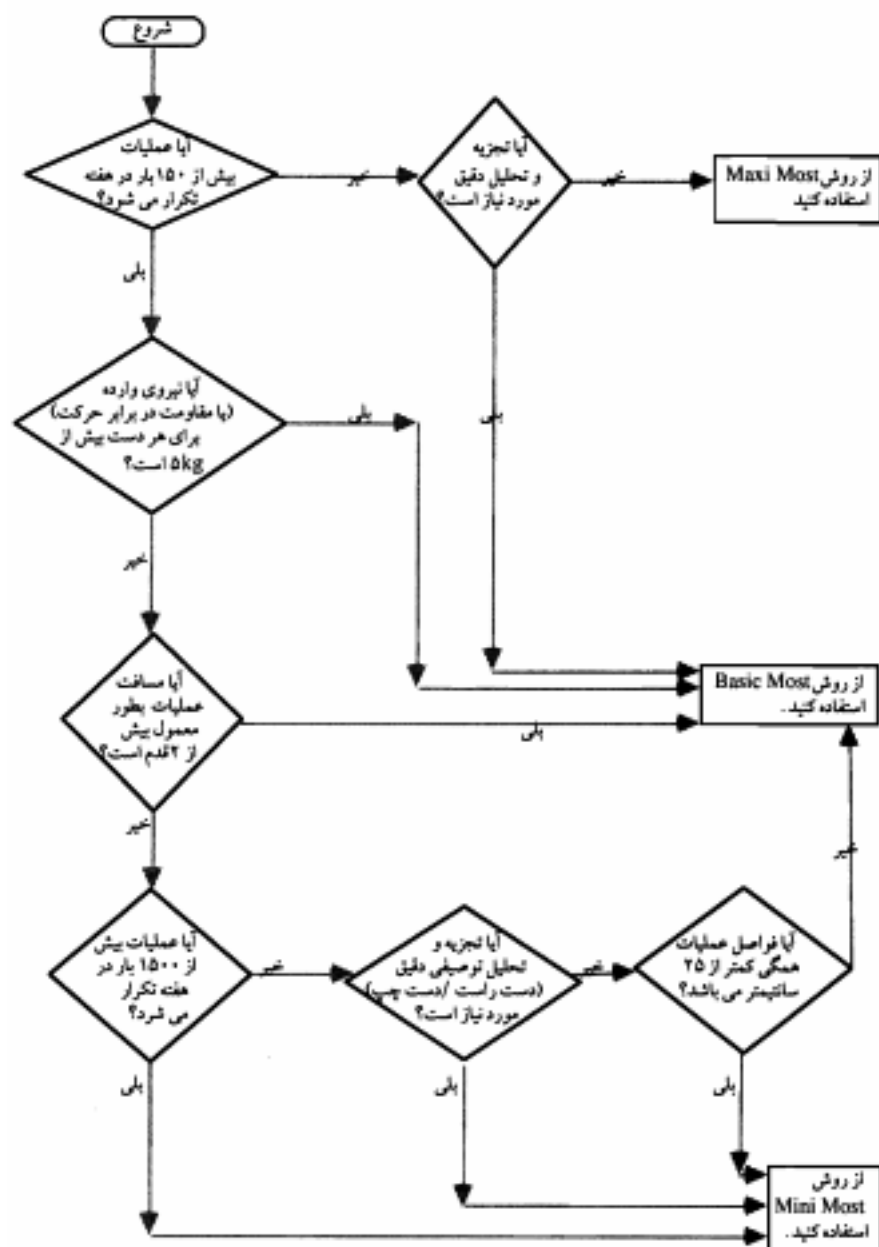 شروع
آیا عملیات
بیش از ۱۵۰ بار در هفته
تکرار می شود؟
خیر
آیا تجزیه
و تحلیل دقیق
مورد نیاز است؟
خیر
از روش Maxi Most
استفاده کنید
بلی
بلی
آیا نیروی وارده
(یا مقاومت در برابر حرکت)
برای هر دست بیش از
۵kg است؟
بلی
خیر
آیا مسافت
عملیات بطور
معمول بیش
از ۲ قدم است؟
بلی
از روش Basic Most
استفاده کنید.
خیر
خیر
آیا عملیات بیش
از ۱۵۰۰ بار در
هفته تکرار
می شرد؟
خیر
آیا تجزیه و
تحلیل توصیفی دقیق
(دست راست / دست چپ)
مورد نیاز است؟
خیر
آیا فواصل عملیات
همگی کمتر از ۲۵
سانتیمتر می باشد؟
بلی
بلی
بلی
از روش
Mini Most
استفاده کنید.